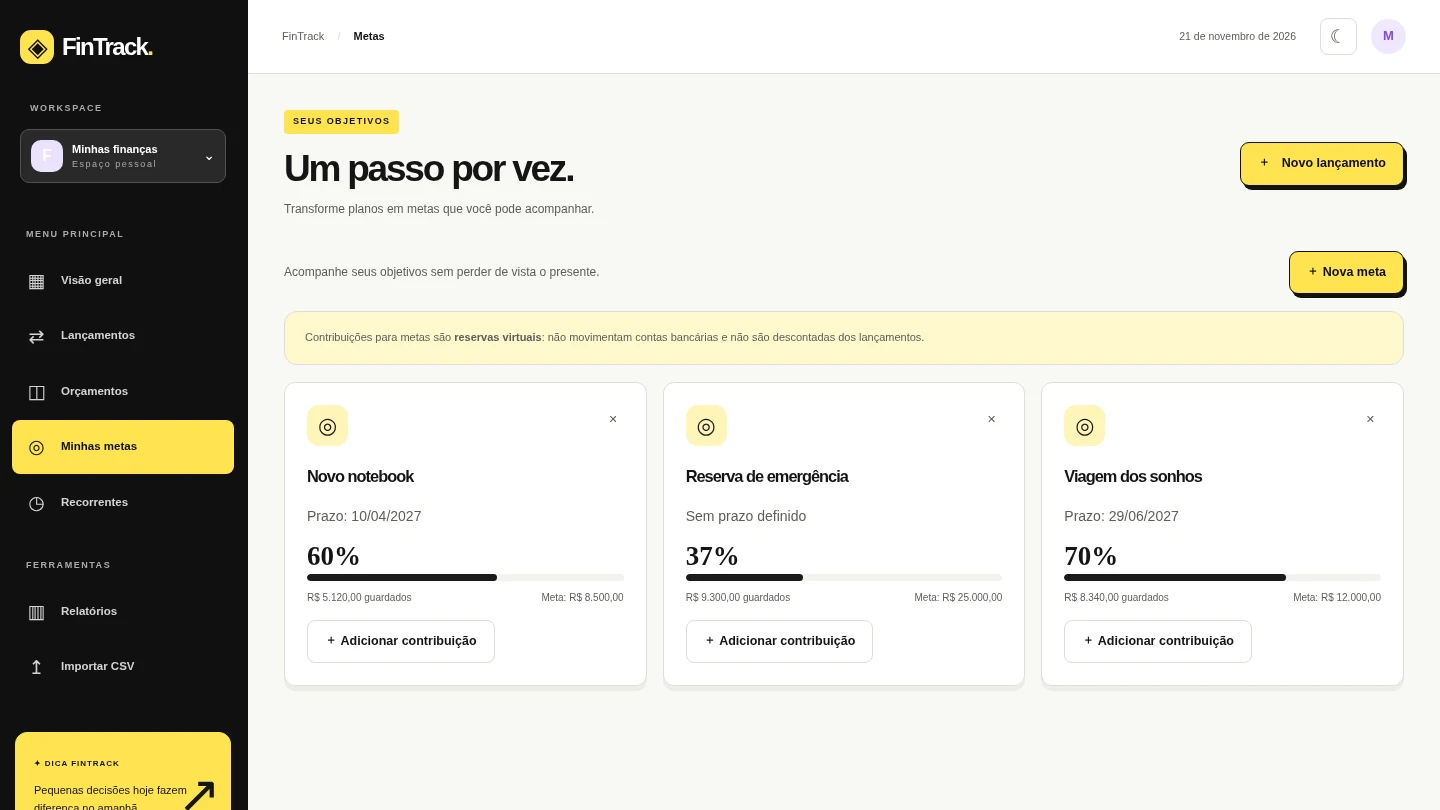 FinTrack.
WORKSPACE
F
Minhas finanças
Espaço pessoal
MENU PRINCIPAL
Visão geral
Lançamentos
Orçamentos
Minhas metas
Recorrentes
FERRAMENTAS
Relatórios
Importar CSV
✦ DICA FINTRACK
Pequenas decisões hoje fazem
diferença no amanhã.
FinTrack / Metas
21 de novembro de 2026
M
SEUS OBJETIVOS
Um passo por vez.
Transforme planos em metas que você pode acompanhar.
+ Novo lançamento
Acompanhe seus objetivos sem perder de vista o presente.
+ Nova meta
Contribuições para metas são reservas virtuais: não movimentam contas bancárias e não são descontadas dos lançamentos.
×
Novo notebook
Prazo: 10/04/2027
60%
R$ 5.120,00 guardados Meta: R$ 8.500,00
+ Adicionar contribuição
×
Reserva de emergência
Sem prazo definido
37%
R$ 9.300,00 guardados Meta: R$ 25.000,00
+ Adicionar contribuição
×
Viagem dos sonhos
Prazo: 29/06/2027
70%
R$ 8.340,00 guardados Meta: R$ 12.000,00
+ Adicionar contribuição